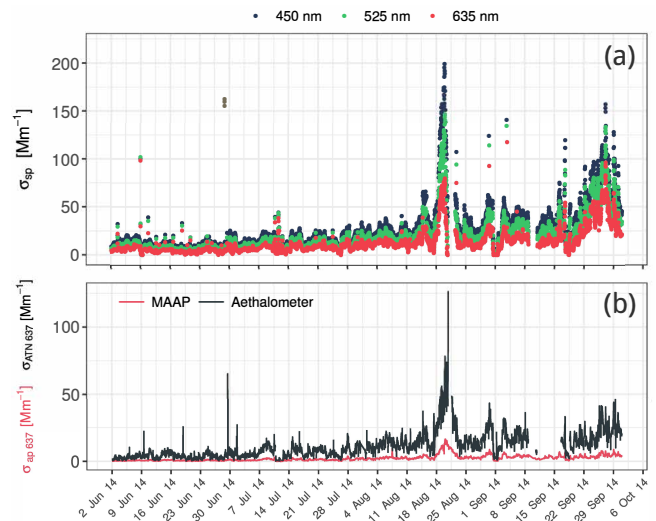 450 nm 525 nm 635 nm
(a)
200
150
100
50
0
σsp [Mm−1]
(b)
MAAP Aethalometer
100
50
0
σATN 637 [Mm−1]
σap 637 [Mm−1]
2 Jun 14
9 Jun 14
16 Jun 14
23 Jun 14
30 Jun 14
7 Jul 14
14 Jul 14
21 Jul 14
28 Jul 14
4 Aug 14
11 Aug 14
18 Aug 14
25 Aug 14
1 Sep 14
8 Sep 14
15 Sep 14
22 Sep 14
29 Sep 14
6 Oct 14